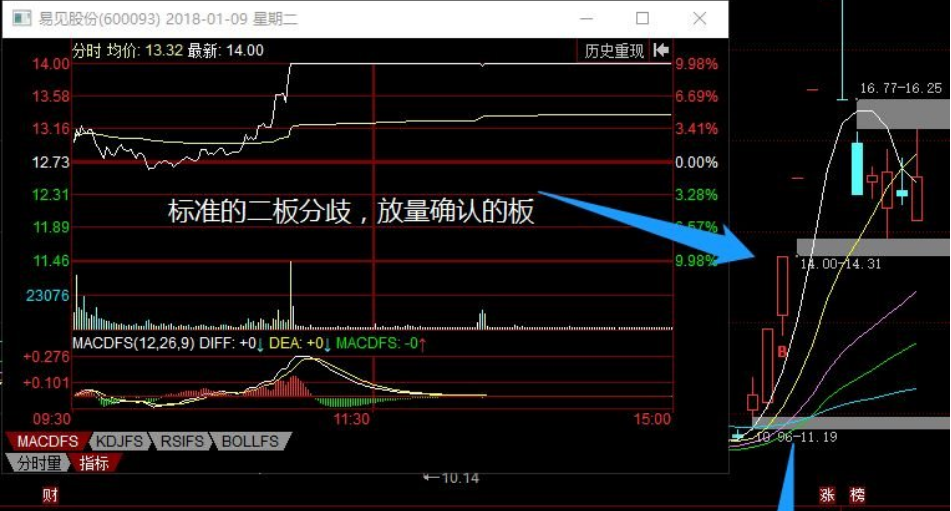 易见股份(600093) 2018-01-09 星期二
分时 均价: 13.32 最新: 14.00
历史重现
14.00
9.98%
13.58
6.69%
13.16
3.41%
12.73
0.00%
12.31
3.28%
11.89
6.57%
11.46
9.98%
标准的二板分歧，放量确认的板
23076
MACDFS(12,26,9) DIFF: +0↓ DEA: +0↓ MACDFS: -0↑
+0.276
+0.101
09:30
11:30
15:00
MACDFS
KDJFS
RSIFS
BOLLFS
分时量
指标
16.77-16.25
14.00-14.31
B
10.96-11.19
←10.14
财
涨
榜